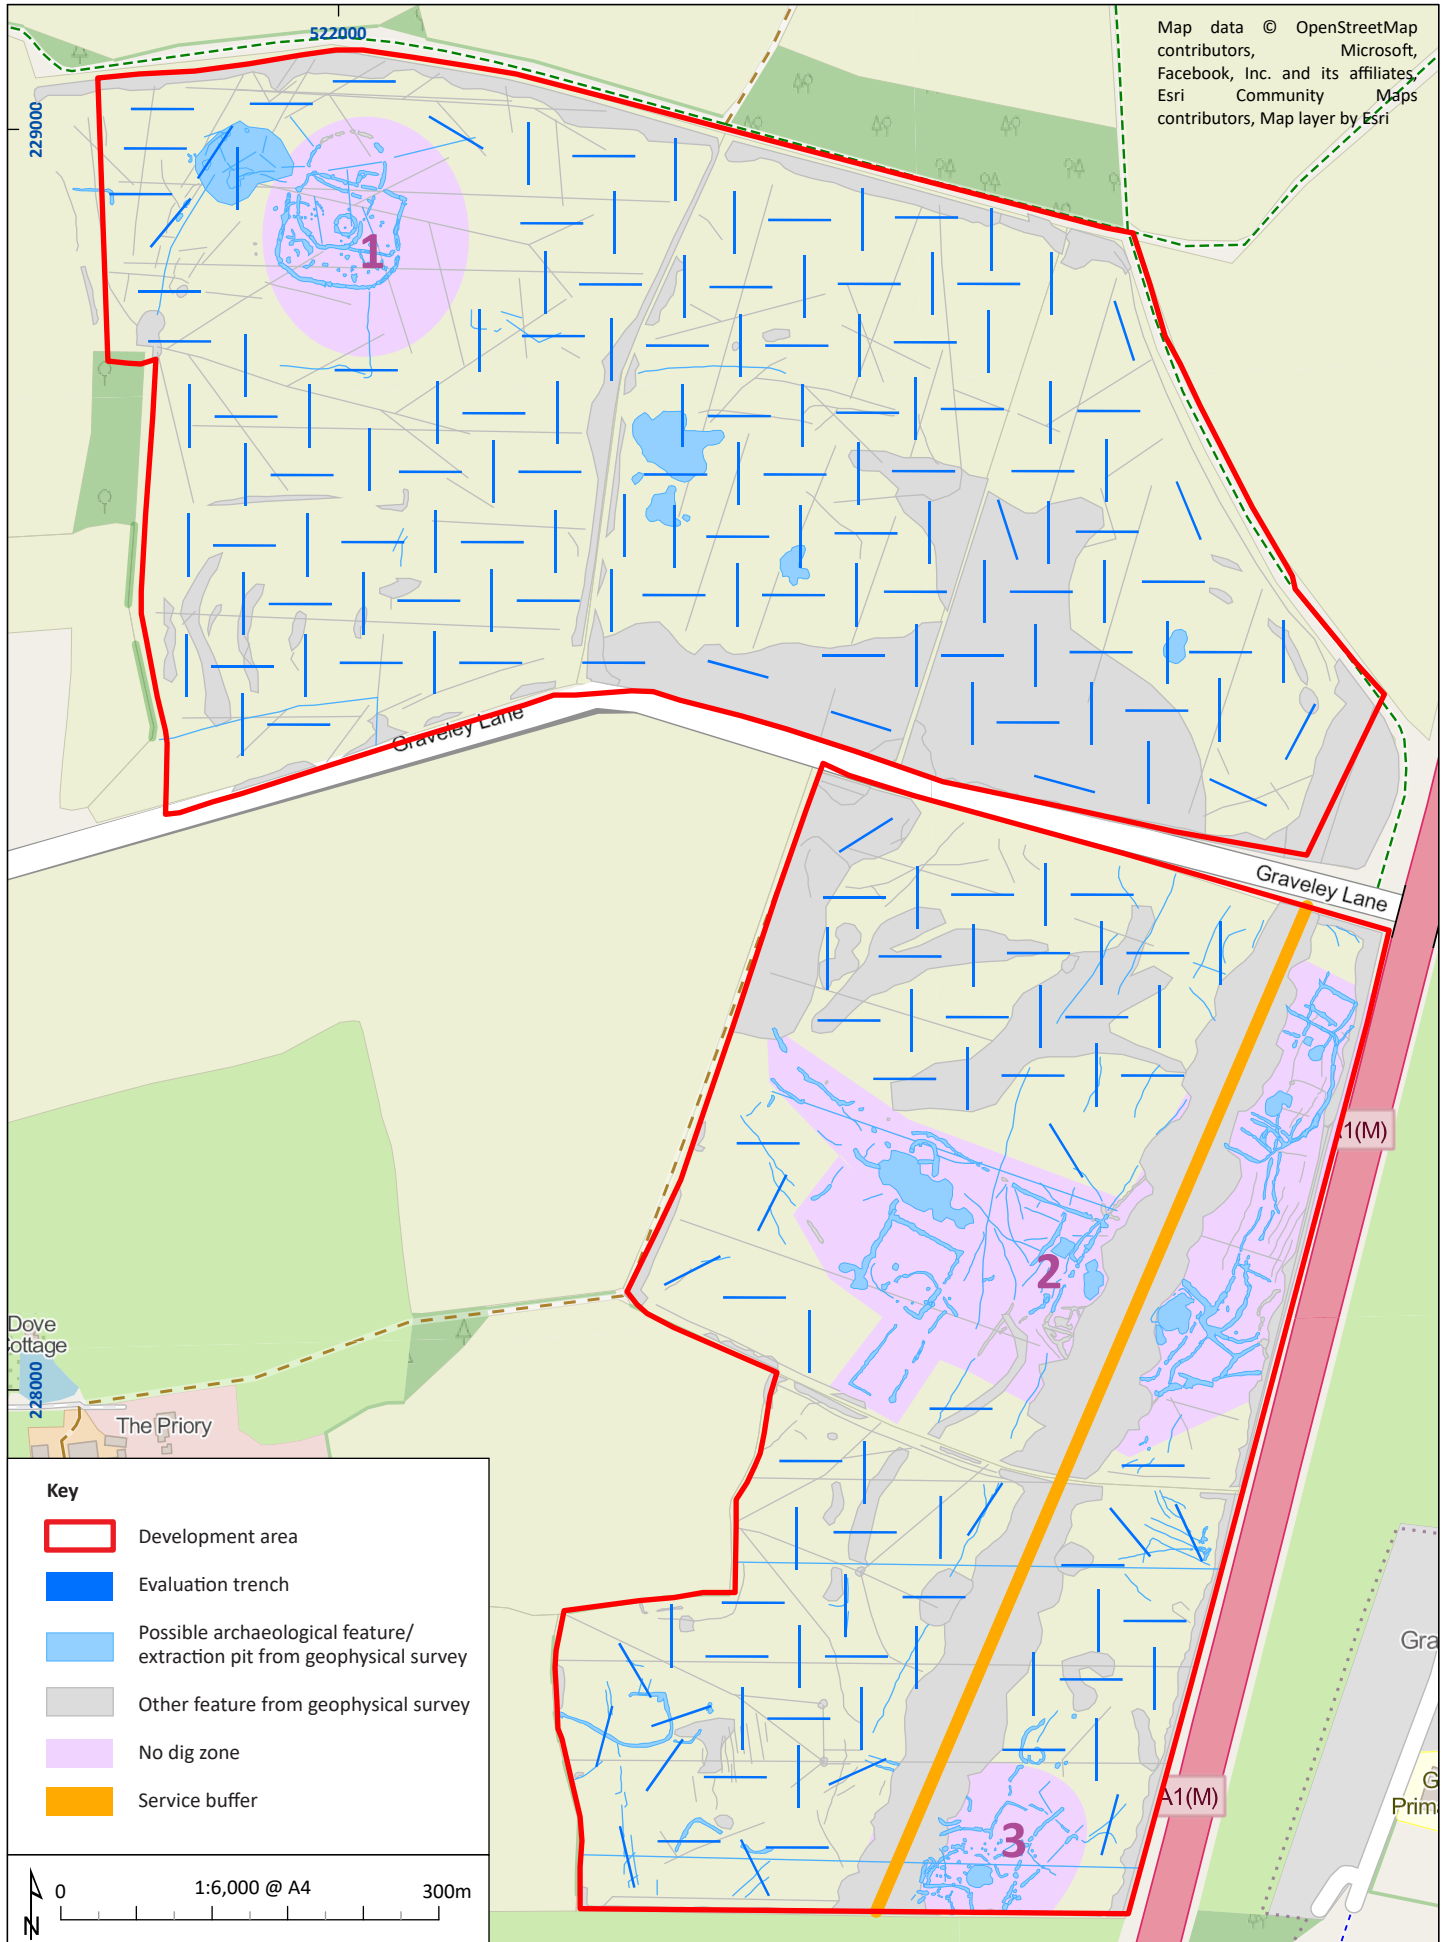 522000
Map data © OpenStreetMap
contributors, Microsoft,
Facebook, Inc. and its affiliates,
Esri Community Maps
contributors, Map layer by Esri
229000
1
Graveley Lane
Graveley Lane
1(M)
2
Dove
Cottage
228000
The Priory
Key
Development area
Evaluation trench
Possible archaeological feature/
extraction pit from geophysical survey
Other feature from geophysical survey
No dig zone
Service buffer
Gra
G
Prima
A1(M)
3
N
0
1:6,000 @ A4
300m